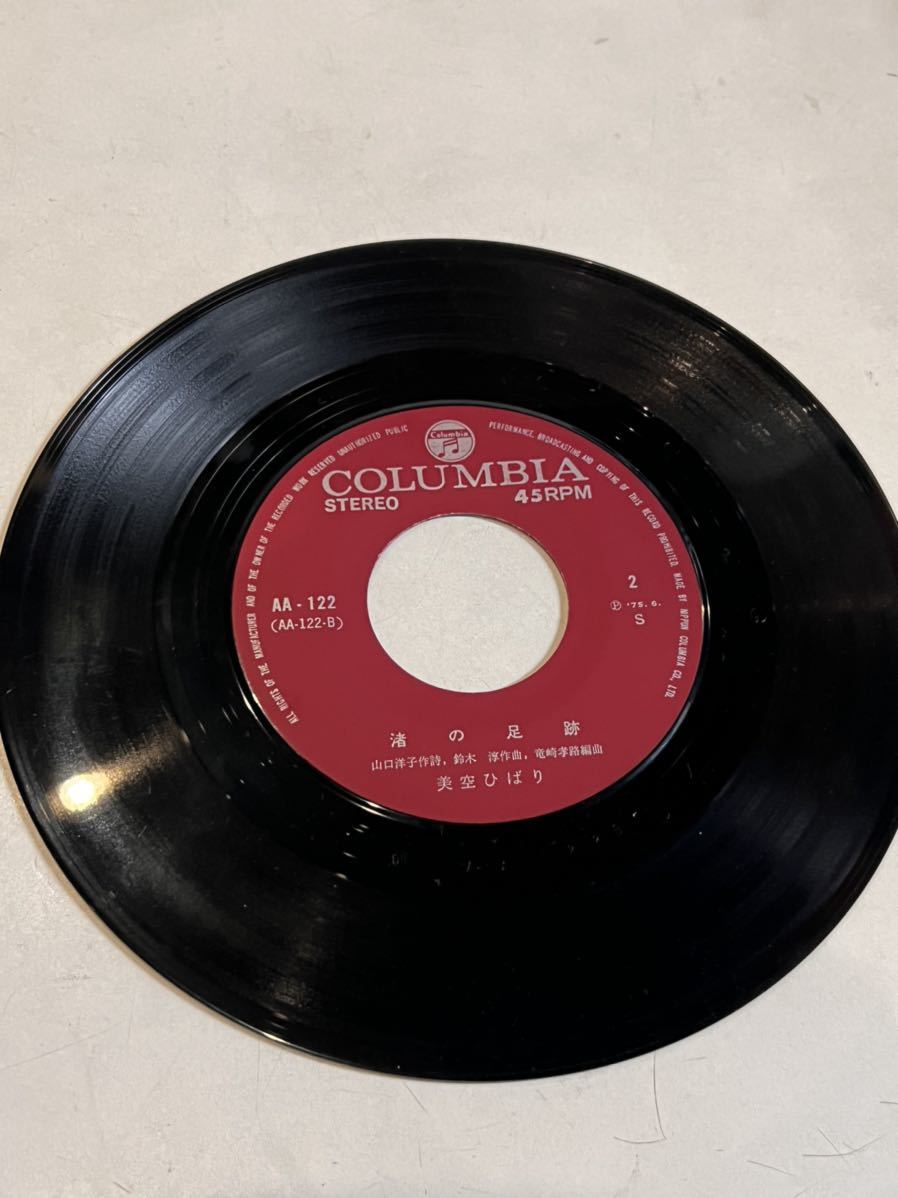 Columbia
COLUMBIA
STEREO 45RPM
AA-122
(AA-122-B)
2
Ⓟ '75.6.
S
渚の足跡
山口洋子作詩, 鈴木 淳作曲, 竜崎孝路編曲
美空ひばり
ALL RIGHTS OF THE MANUFACTURER AND OF THE OWNER OF THE RECORDED WORK RESERVED UNAUTHORIZED PUBLIC PERFORMANCE, BROADCASTING AND COPYING OF THIS RECORD PROHIBITED. MADE BY NIPPON COLUMBIA CO., LTD.